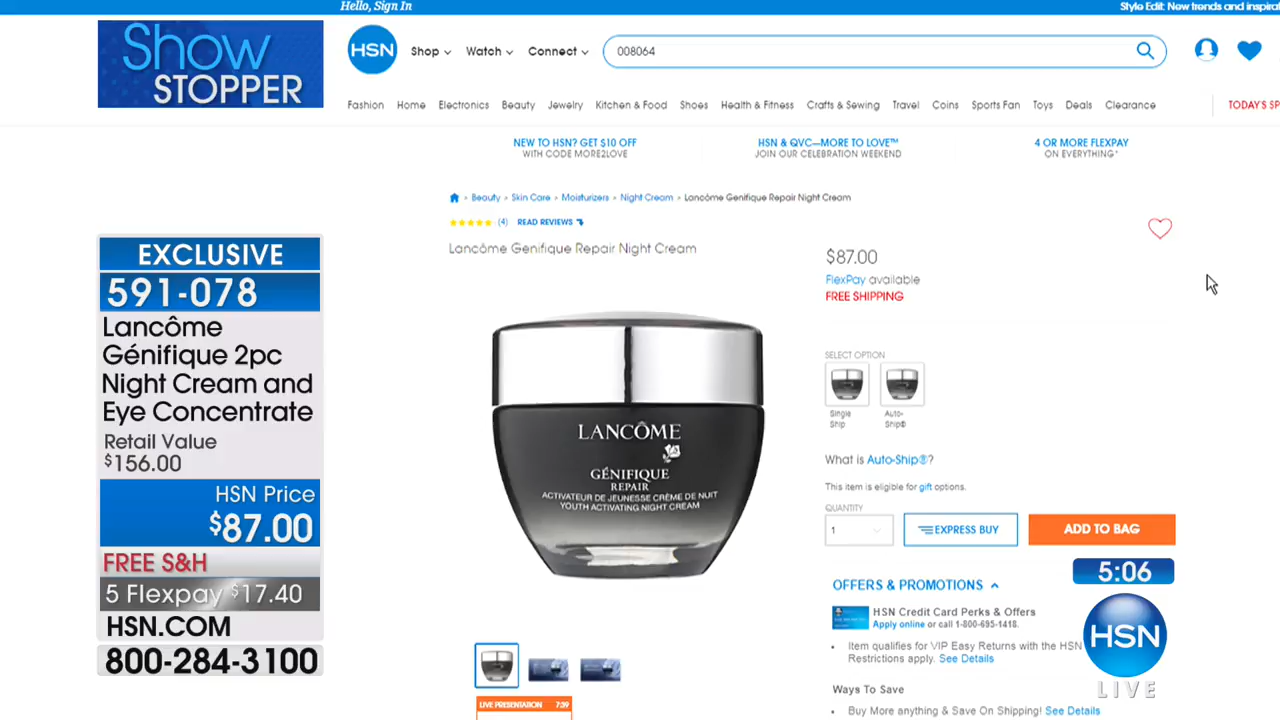 Hello, Sign In
Style Edit: New trends and inspira
Show
STOPPER
HSN
Shop
Watch
Connect
008064
Fashion
Home
Electronics
Beauty
Jewelry
Kitchen & Food
Shoes
Health & Fitness
Crafts & Sewing
Travel
Coins
Sports Fan
Toys
Deals
Clearance
TODAY'S SP
NEW TO HSN? GET $10 OFF
WITH CODE MORE2LOVE
HSN & QVC—MORE TO LOVE™
JOIN OUR CELEBRATION WEEKEND
4 OR MORE FLEXPAY
ON EVERYTHING*
> Beauty > Skin Care > Moisturizers > Night Cream > Lancôme Genifique Repair Night Cream
(4) READ REVIEWS
Lancôme Genifique Repair Night Cream
$87.00
FlexPay available
FREE SHIPPING
EXCLUSIVE
591-078
Lancôme
Génifique 2pc
Night Cream and
Eye Concentrate
Retail Value
$156.00
HSN Price
$87.00
FREE S&H
5 Flexpay $17.40
HSN.COM
800-284-3100
LANCÔME
GÉNIFIQUE
REPAIR
ACTIVATEUR DE JEUNESSE CRÈME DE NUIT
YOUTH ACTIVATING NIGHT CREAM
SELECT OPTION
Single
Ship
Auto-
Ship®
What is Auto-Ship®?
This item is eligible for gift options.
QUANTITY
1
EXPRESS BUY
ADD TO BAG
OFFERS & PROMOTIONS
HSN Credit Card Perks & Offers
Apply online or call 1-800-695-1418.
Item qualifies for VIP Easy Returns with the HSN
Restrictions apply. See Details
Ways To Save
Buy More anything & Save On Shipping! See Details
LIVE PRESENTATION 7:39
5:06
HSN
LIVE